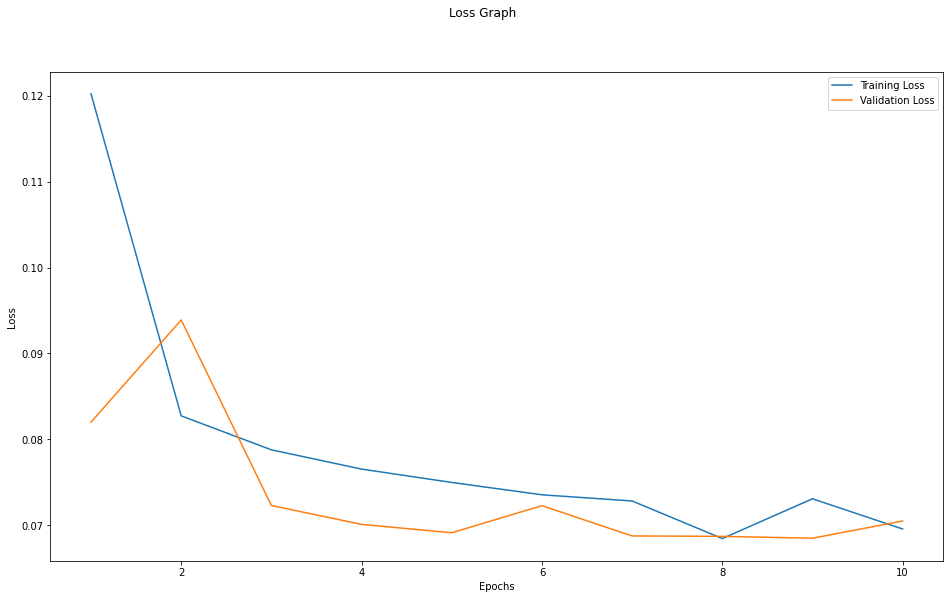 Loss Graph
Training Loss
Validation Loss
0.12
0.11
0.10
0.09
0.08
0.07
Loss
2 4 6 8 10
Epochs